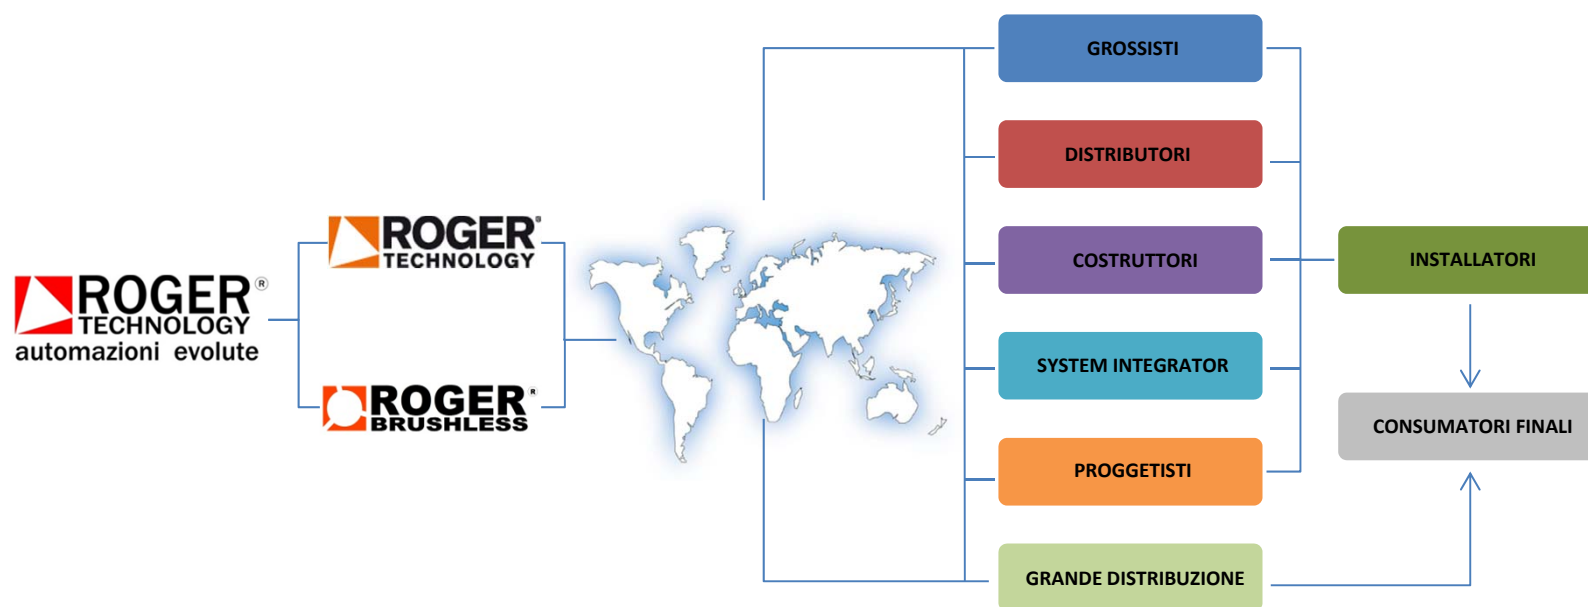 ROGER ®
TECHNOLOGY
automazioni evolute
ROGER ®
TECHNOLOGY
ROGER ®
BRUSHLESS
GROSSISTI
DISTRIBUTORI
COSTRUTTORI
SYSTEM INTEGRATOR
PROGGETISTI
GRANDE DISTRIBUZIONE
INSTALLATORI
CONSUMATORI FINALI